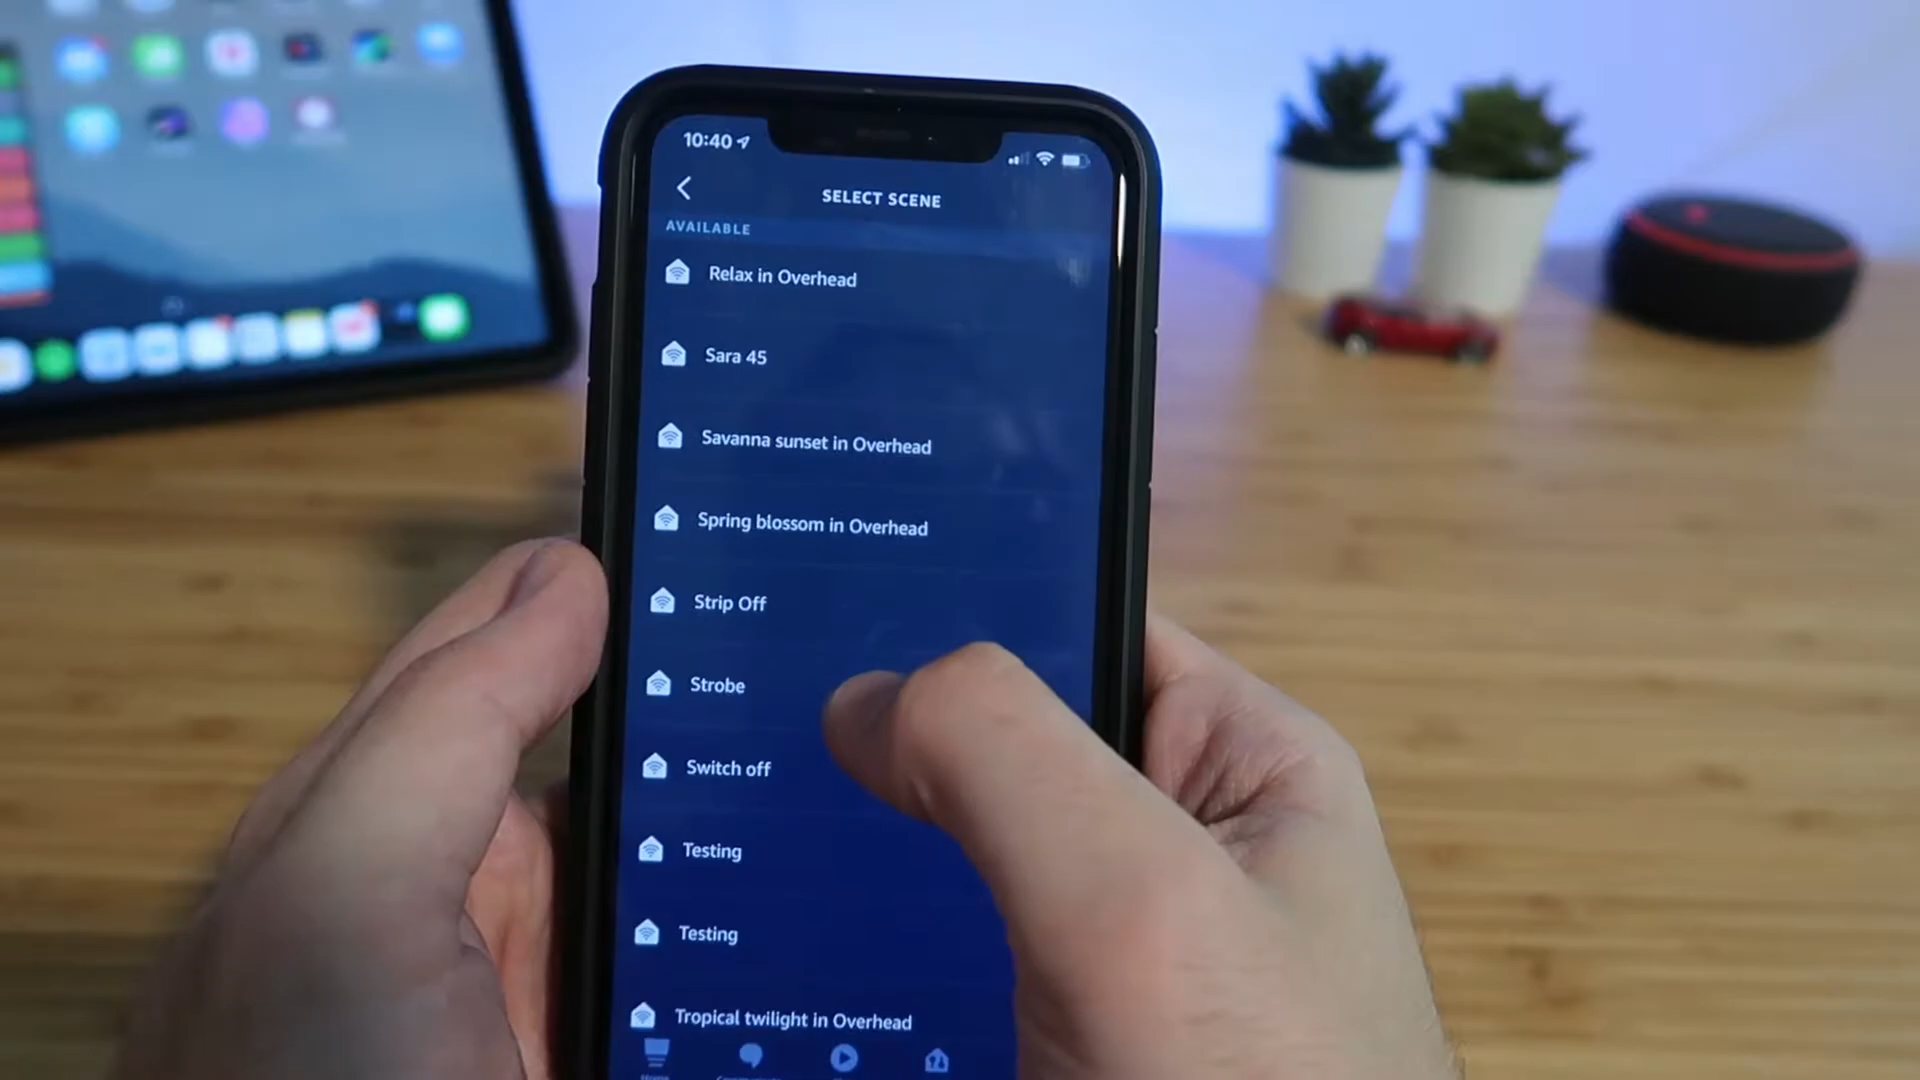 10:40
SELECT SCENE
AVAILABLE
Relax in Overhead
Sara 45
Savanna sunset in Overhead
Spring blossom in Overhead
Strip Off
Strobe
Switch off
Testing
Testing
Tropical twilight in Overhead